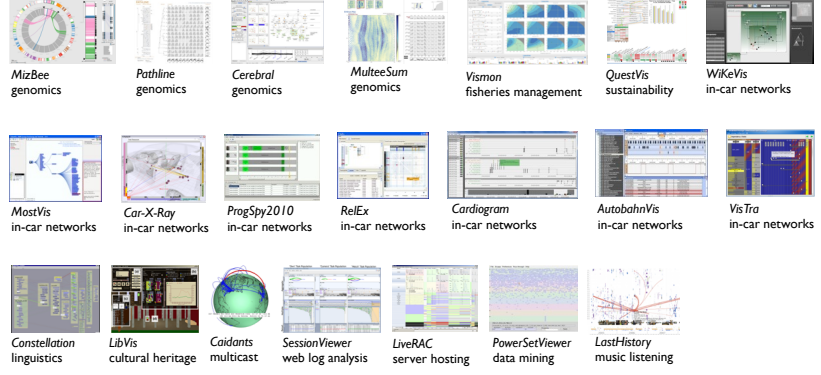 MizBee
genomics
Pathline
genomics
Cerebral
genomics
MulteeSum
genomics
Vismon
fisheries management
QuestVis
sustainability
WiKeVis
in-car networks
MostVis
in-car networks
Car-X-Ray
in-car networks
ProgSpy2010
in-car networks
RelEx
in-car networks
Cardiogram
in-car networks
AutobahnVis
in-car networks
VisTra
in-car networks
Constellation
linguistics
LibVis
cultural heritage
Caidants
multicast
SessionViewer
web log analysis
LiveRAC
server hosting
PowerSetViewer
data mining
LastHistory
music listening